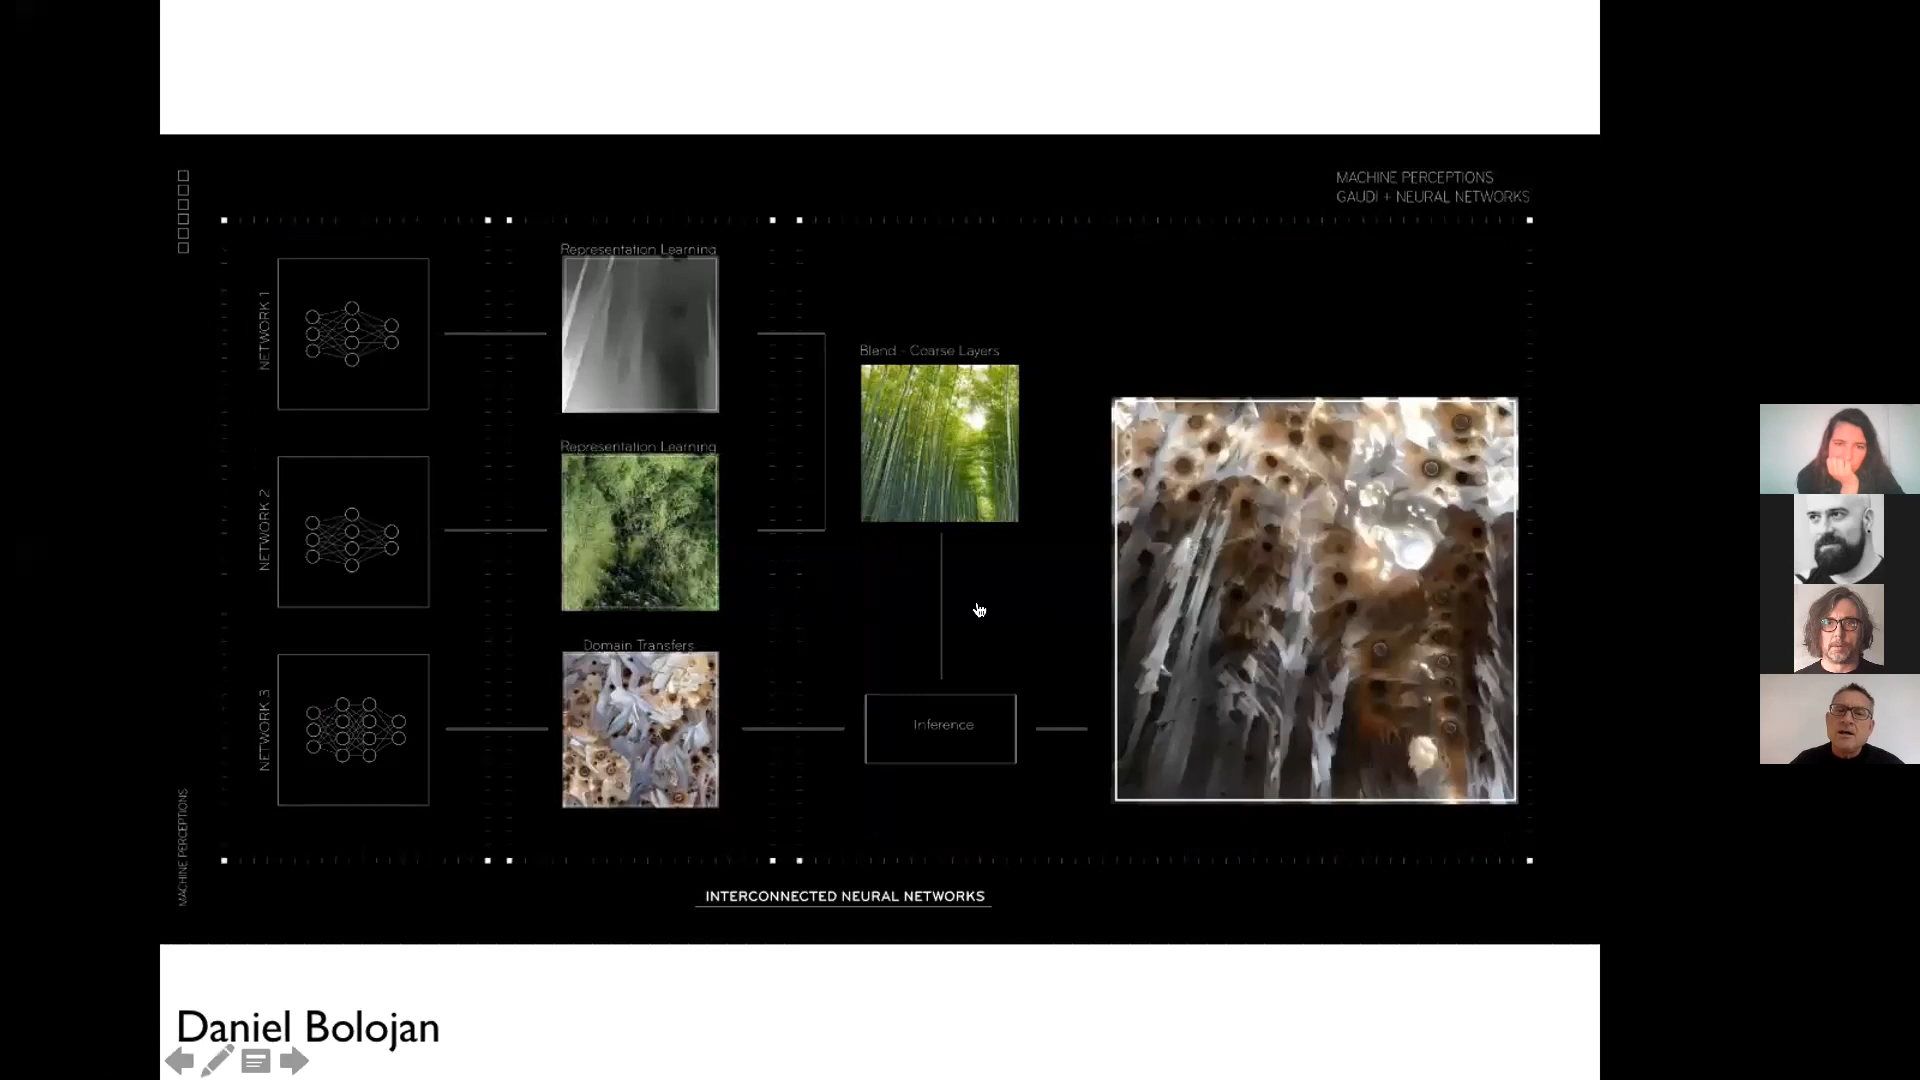 MACHINE PERCEPTIONS
GAUDI + NEURAL NETWORKS
NETWORK 1
Representation Learning
Blend - Coarse Layers
NETWORK 2
Representation Learning
NETWORK 3
Domain Transfers
Inference
MACHINE PERCEPTIONS
INTERCONNECTED NEURAL NETWORKS
Daniel Bolojan